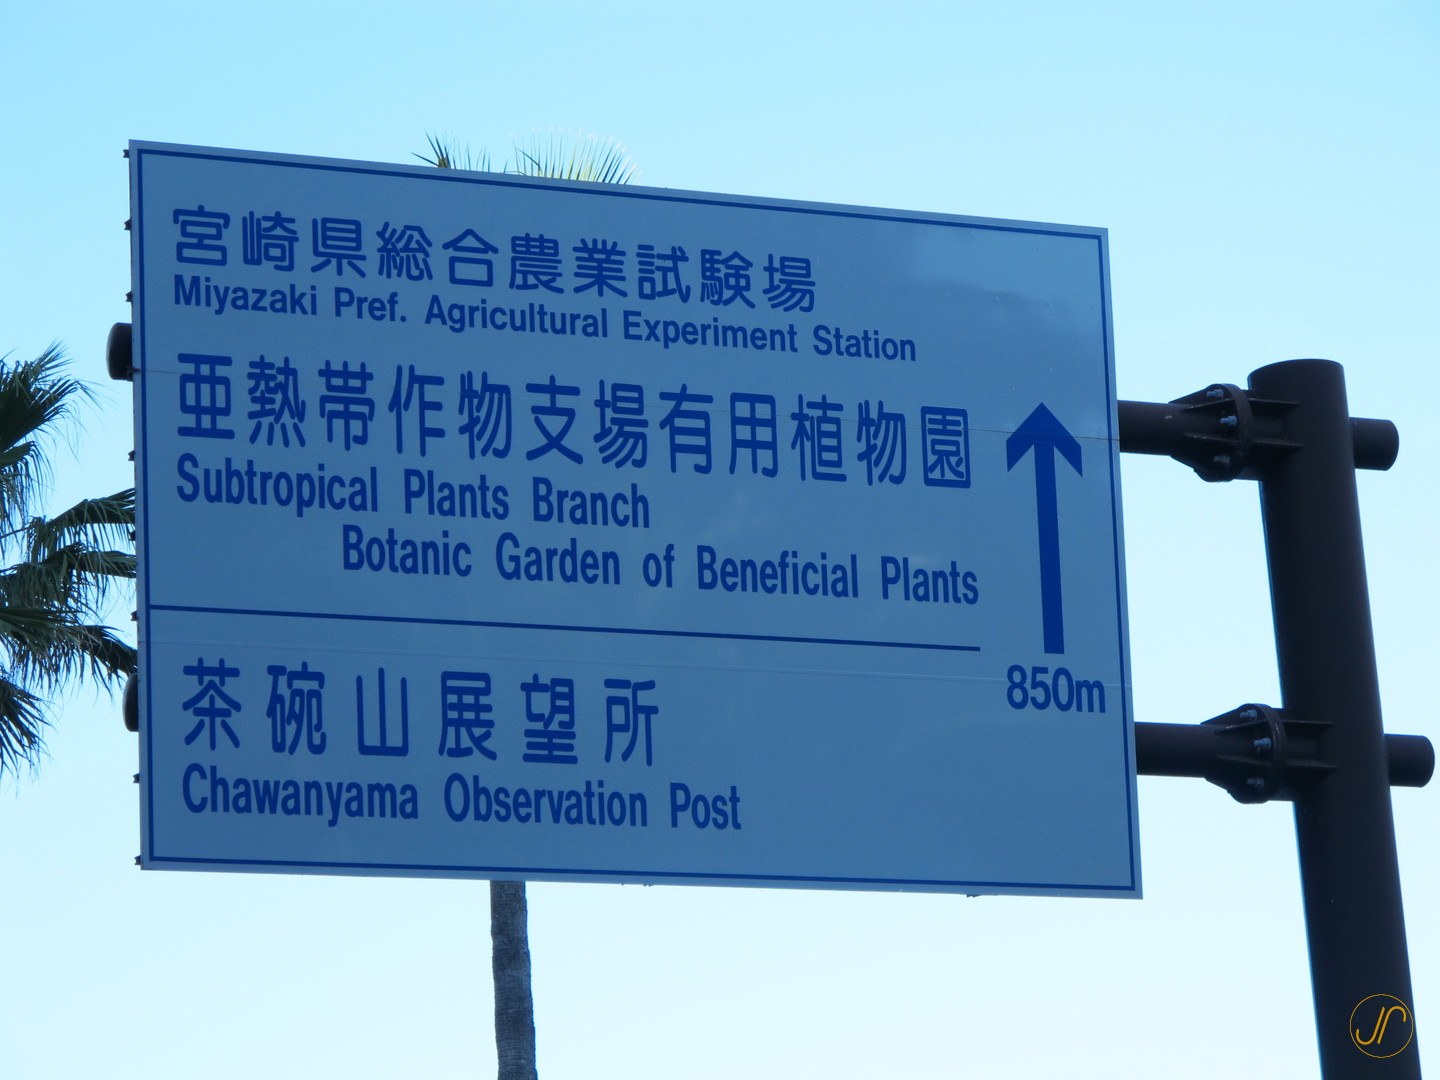 宮崎県総合農業試験場
Miyazaki Pref. Agricultural Experiment Station
亜熱帯作物支場有用植物園
Subtropical Plants Branch
Botanic Garden of Beneficial Plants
850m
茶碗山展望所
Chawanyama Observation Post